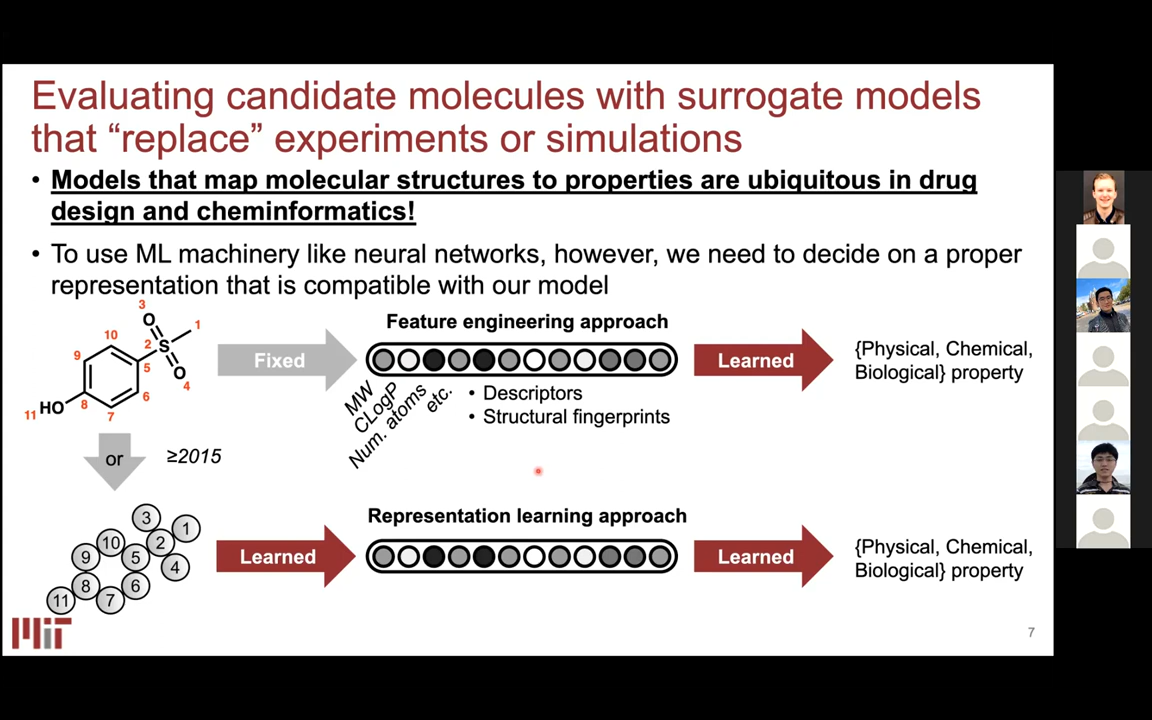 Evaluating candidate molecules with surrogate models
that “replace” experiments or simulations
• Models that map molecular structures to properties are ubiquitous in drug
design and cheminformatics!
• To use ML machinery like neural networks, however, we need to decide on a proper
representation that is compatible with our model
3
O
1
10
2
S
9
5
O
4
6
8
11 HO
7
Feature engineering approach
Fixed
Learned
{Physical, Chemical,
Biological} property
MW
CLogP
Num. atoms
etc.
• Descriptors
• Structural fingerprints
or
≥2015
Representation learning approach
3
1
10
2
9
5
4
8
6
11
7
Learned
Learned
{Physical, Chemical,
Biological} property
MIT
7